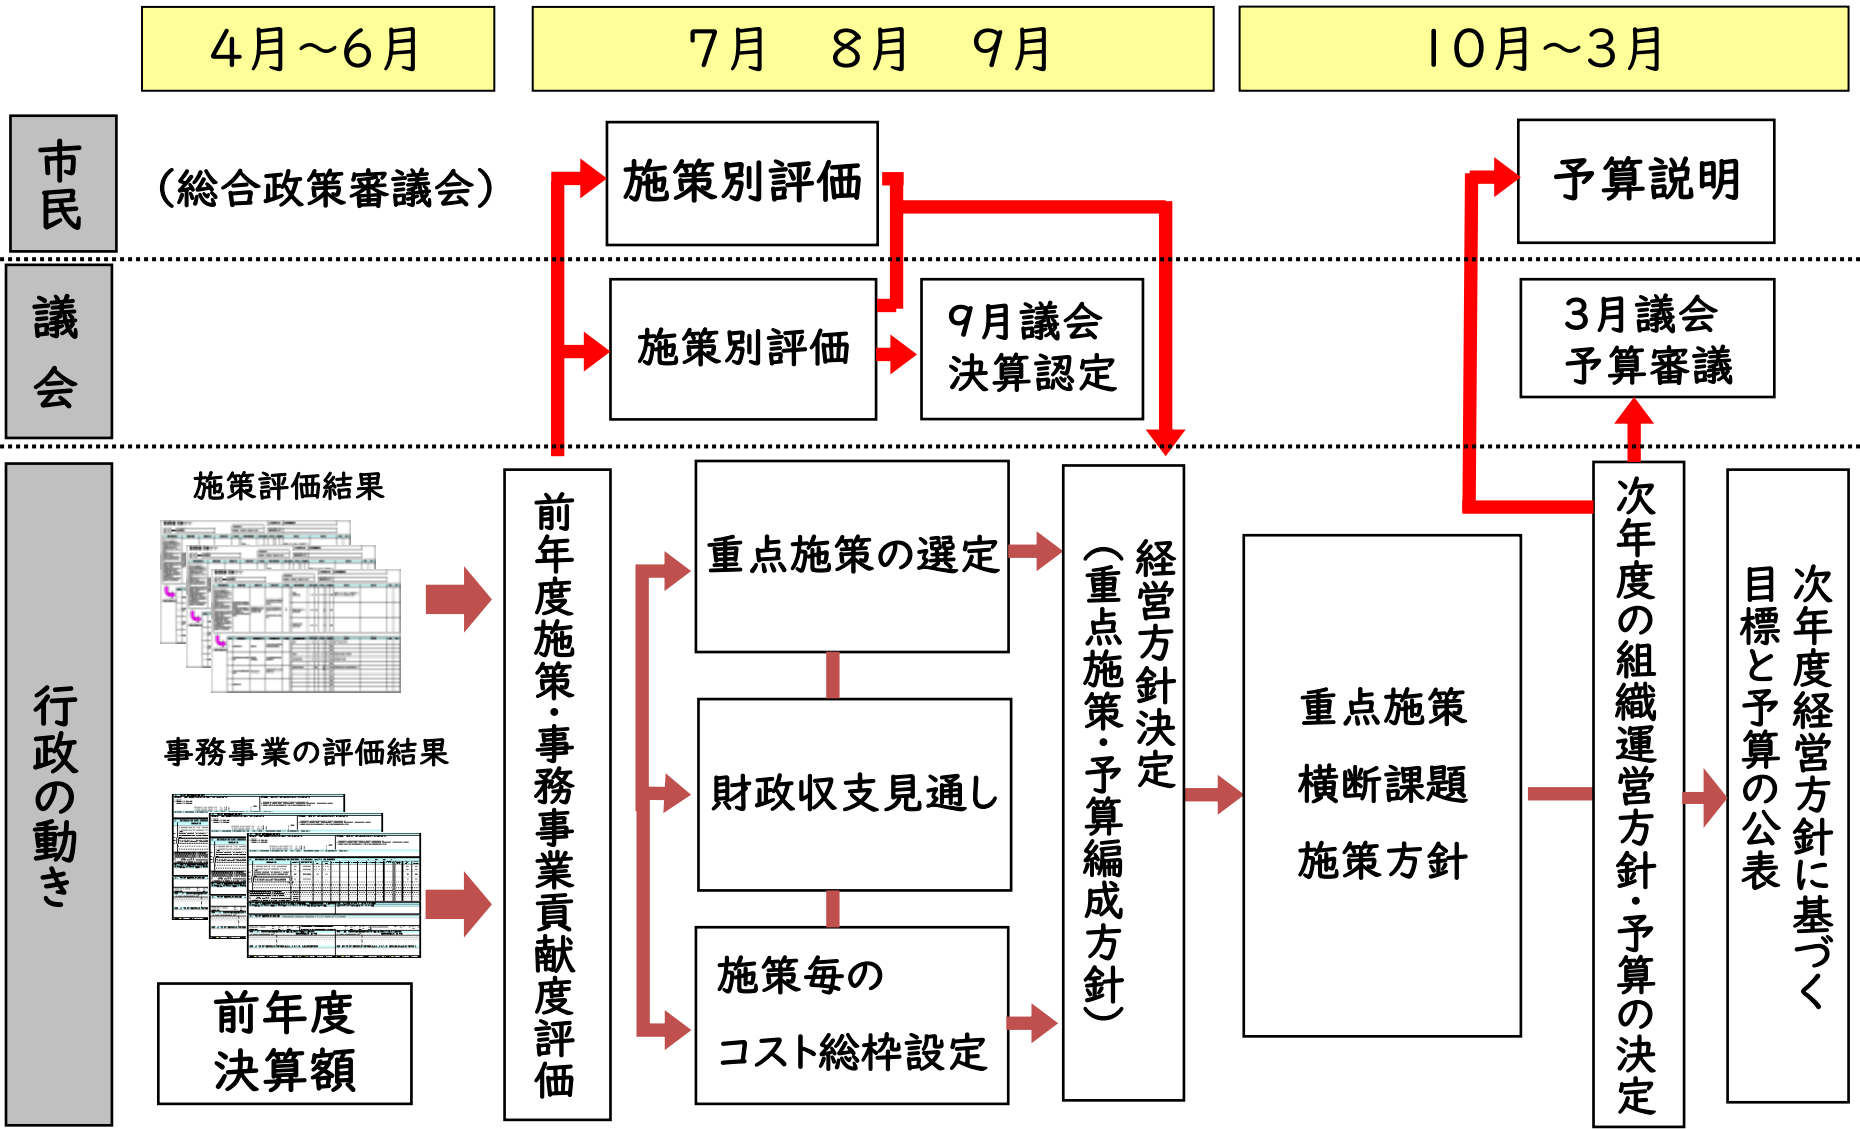 4月～6月
7月　8月　9月
10月～3月
市民
（総合政策審議会）
施策別評価
予算説明
議会
施策別評価
9月議会
決算認定
3月議会
予算審議
行政の動き
施策評価結果
事務事業の評価結果
前年度
決算額
前年度施策・事務事業貢献度評価
重点施策の選定
財政収支見通し
施策毎の
コスト総枠設定
経営方針決定
（重点施策・予算編成方針）
重点施策
横断課題
施策方針
次年度の組織運営方針・予算の決定
次年度経営方針に基づく
目標と予算の公表